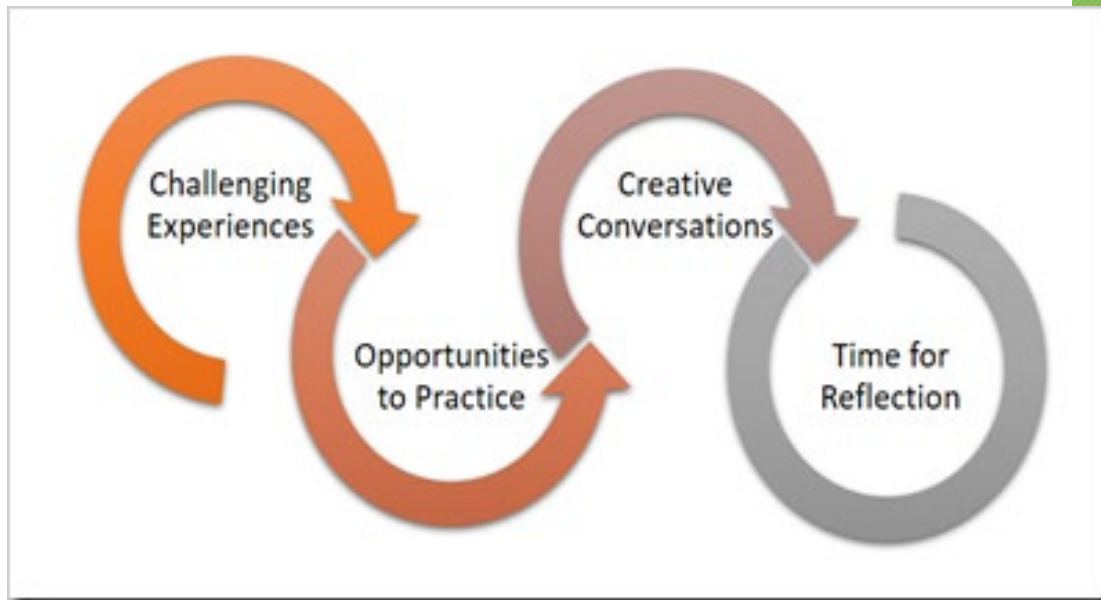 Challenging
Experiences
Opportunities
to Practice
Creative
Conversations
Time for
Reflection